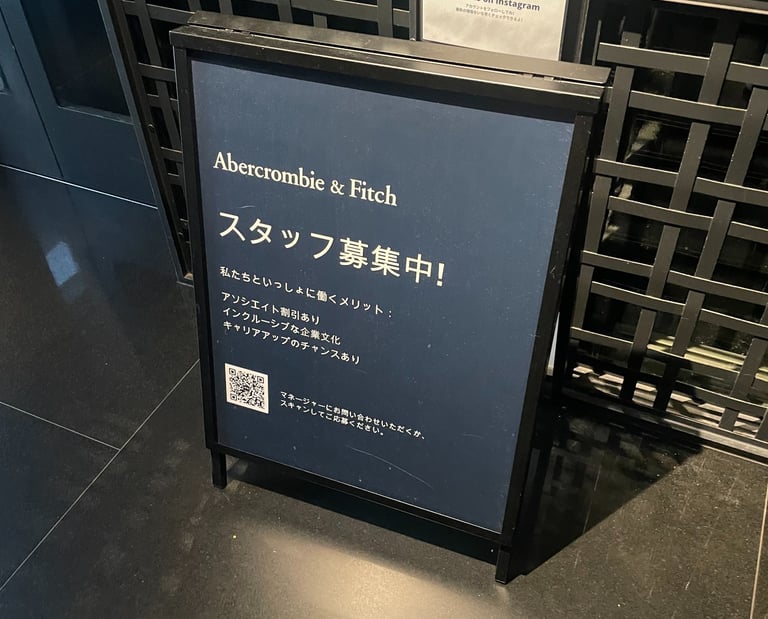 on Instagram
Abercrombie & Fitch
スタッフ募集中!
私たちといっしょに働くメリット：
アソシエイト割引あり
インクルーシブな企業文化
キャリアアップのチャンスあり
マネージャーにお問い合わせいただくか、
スキャンしてご応募ください。